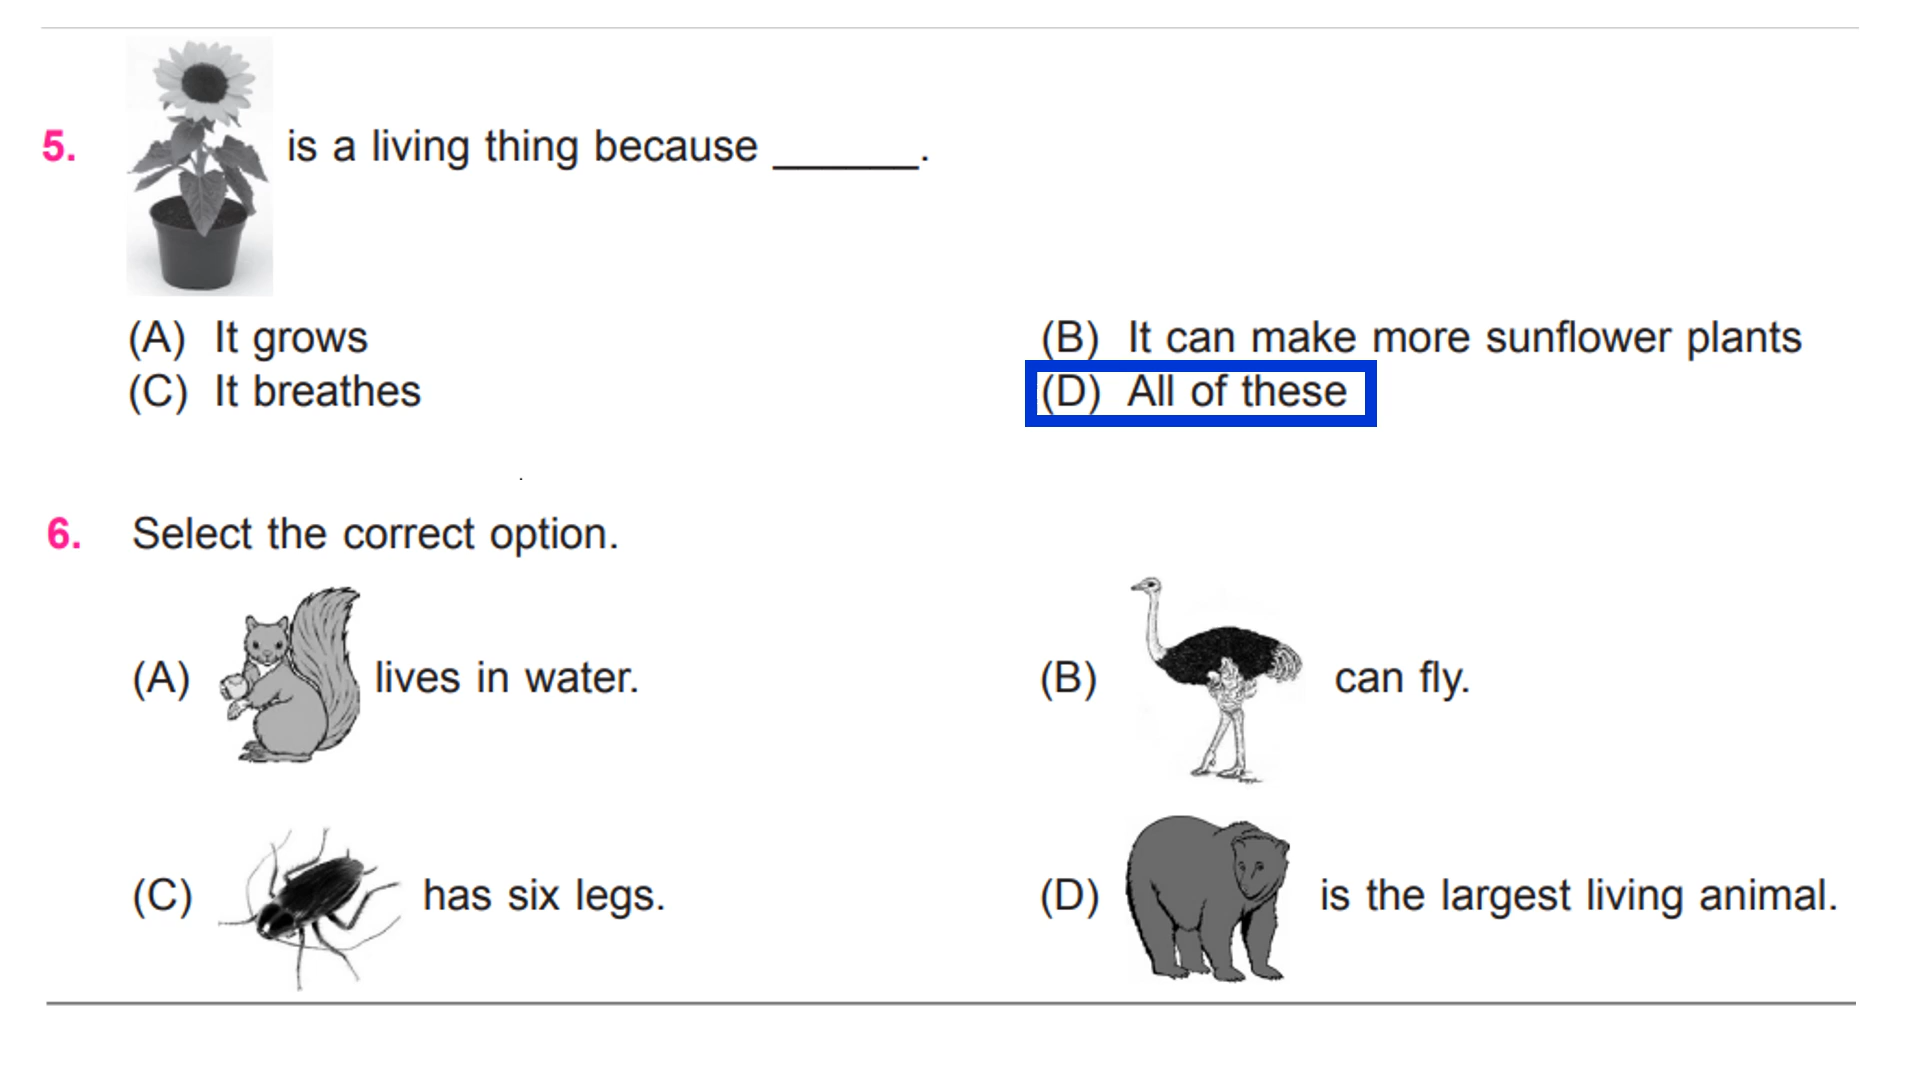 5. is a living thing because ______.
(A) It grows (B) It can make more sunflower plants
(C) It breathes (D) All of these
6. Select the correct option.
(A) lives in water. (B) can fly.
(C) has six legs. (D) is the largest living animal.